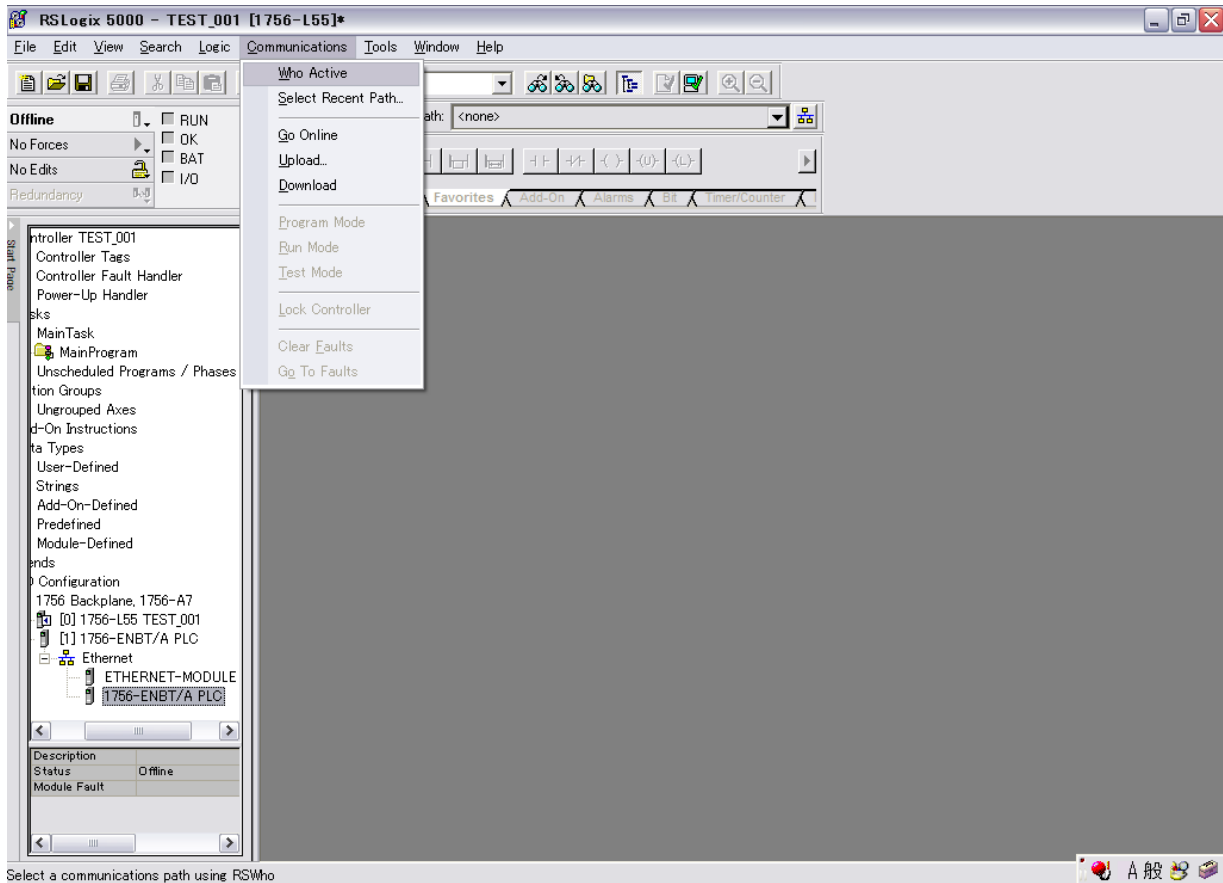 RSLogix 5000 - TEST_001 [1756-L55]*
File Edit View Search Logic Communications Tools Window Help
Who Active
Select Recent Path...
Go Online
Upload...
Download
Program Mode
Run Mode
Test Mode
Lock Controller
Clear Faults
Go To Faults
Offline
RUN
No Forces
OK
No Edits
BAT
I/O
Redundancy
ath: <none>
Favorites Add-On Alarms Bit Timer/Counter
Start Page
ntroller TEST_001
Controller Tags
Controller Fault Handler
Power-Up Handler
sks
MainTask
MainProgram
Unscheduled Programs / Phases
tion Groups
Ungrouped Axes
d-On Instructions
ta Types
User-Defined
Strings
Add-On-Defined
Predefined
Module-Defined
ends
Configuration
1756 Backplane, 1756-A7
[0] 1756-L55 TEST_001
[1] 1756-ENBT/A PLC
Ethernet
ETHERNET-MODULE
1756-ENBT/A PLC
Description
Status Offline
Module Fault
Select a communications path using RSWho
A 般